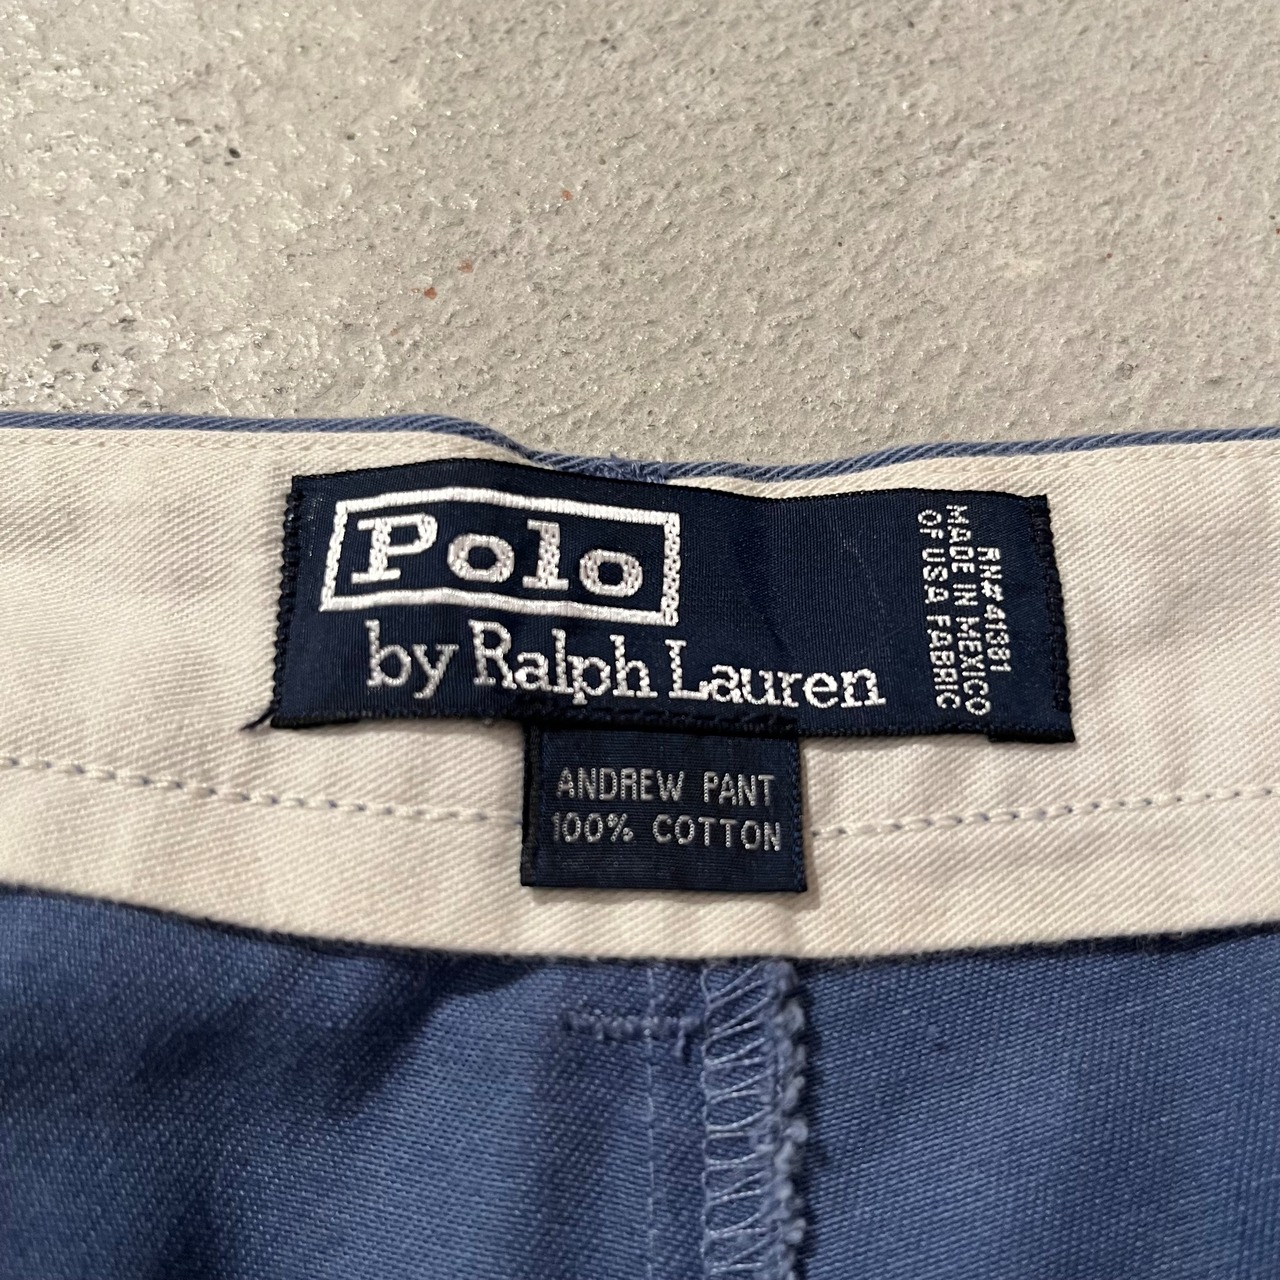 Polo
by Ralph Lauren
RN#41381
MADE IN MEXICO
OF USA FABRIC
ANDREW PANT
100% COTTON